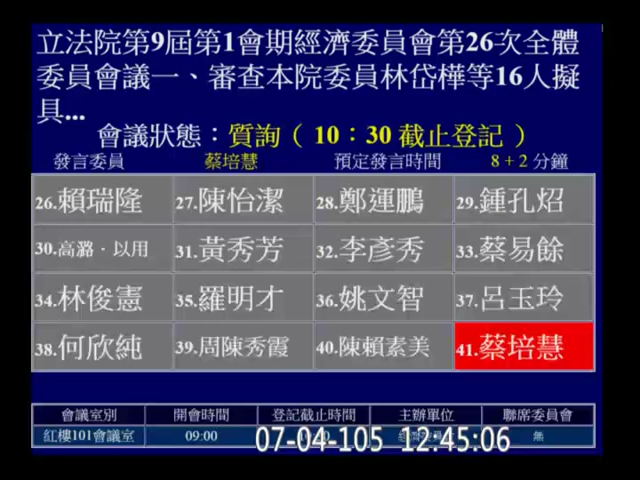 立法院第9屆第1會期經濟委員會第26次全體
委員會議一、審查本院委員林岱樺等16人擬
具...
會議狀態：質詢（ 10：30 截止登記 ）
發言委員 蔡培慧 預定發言時間 8 + 2 分鐘
26.賴瑞隆 27.陳怡潔 28.鄭運鵬 29.鍾孔炤
30.高潞．以用 31.黃秀芳 32.李彥秀 33.蔡易餘
34.林俊憲 35.羅明才 36.姚文智 37.呂玉玲
38.何欣純 39.周陳秀霞 40.陳賴素美 41.蔡培慧
會議室別 開會時間 登記截止時間 主辦單位 聯席委員會
紅樓101會議室 09:00 無
07-04-105 12:45:06